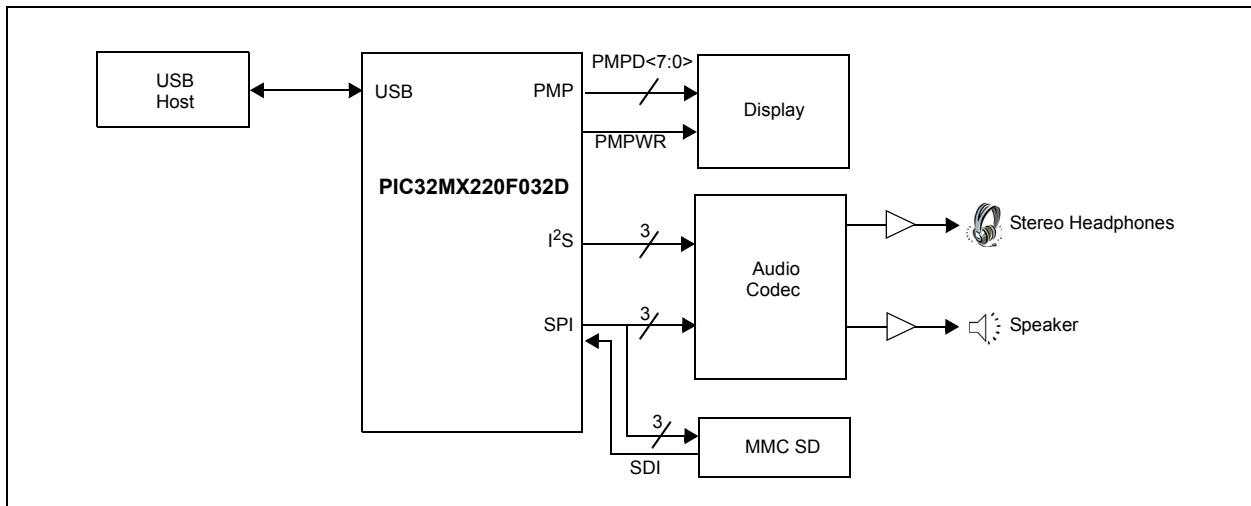 USB
Host
USB
PMP
PMPD<7:0>
PMPWR
Display
PIC32MX220F032D
I²S
3
Audio
Codec
Stereo Headphones
SPI
3
Speaker
3
SDI
MMC SD